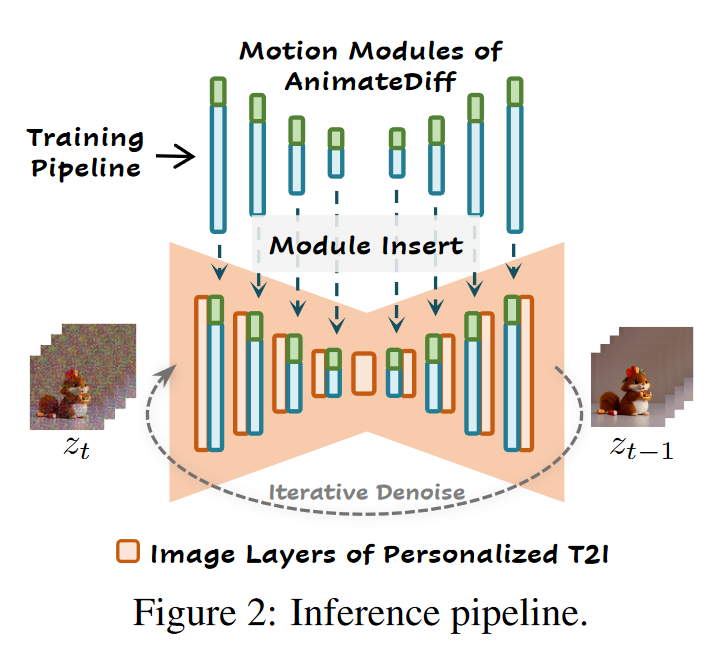 Motion Modules of
AnimateDiff
Training
Pipeline
Module Insert
z_t
z_{t−1}
Iterative Denoise
Image Layers of Personalized T2I
Figure 2: Inference pipeline.